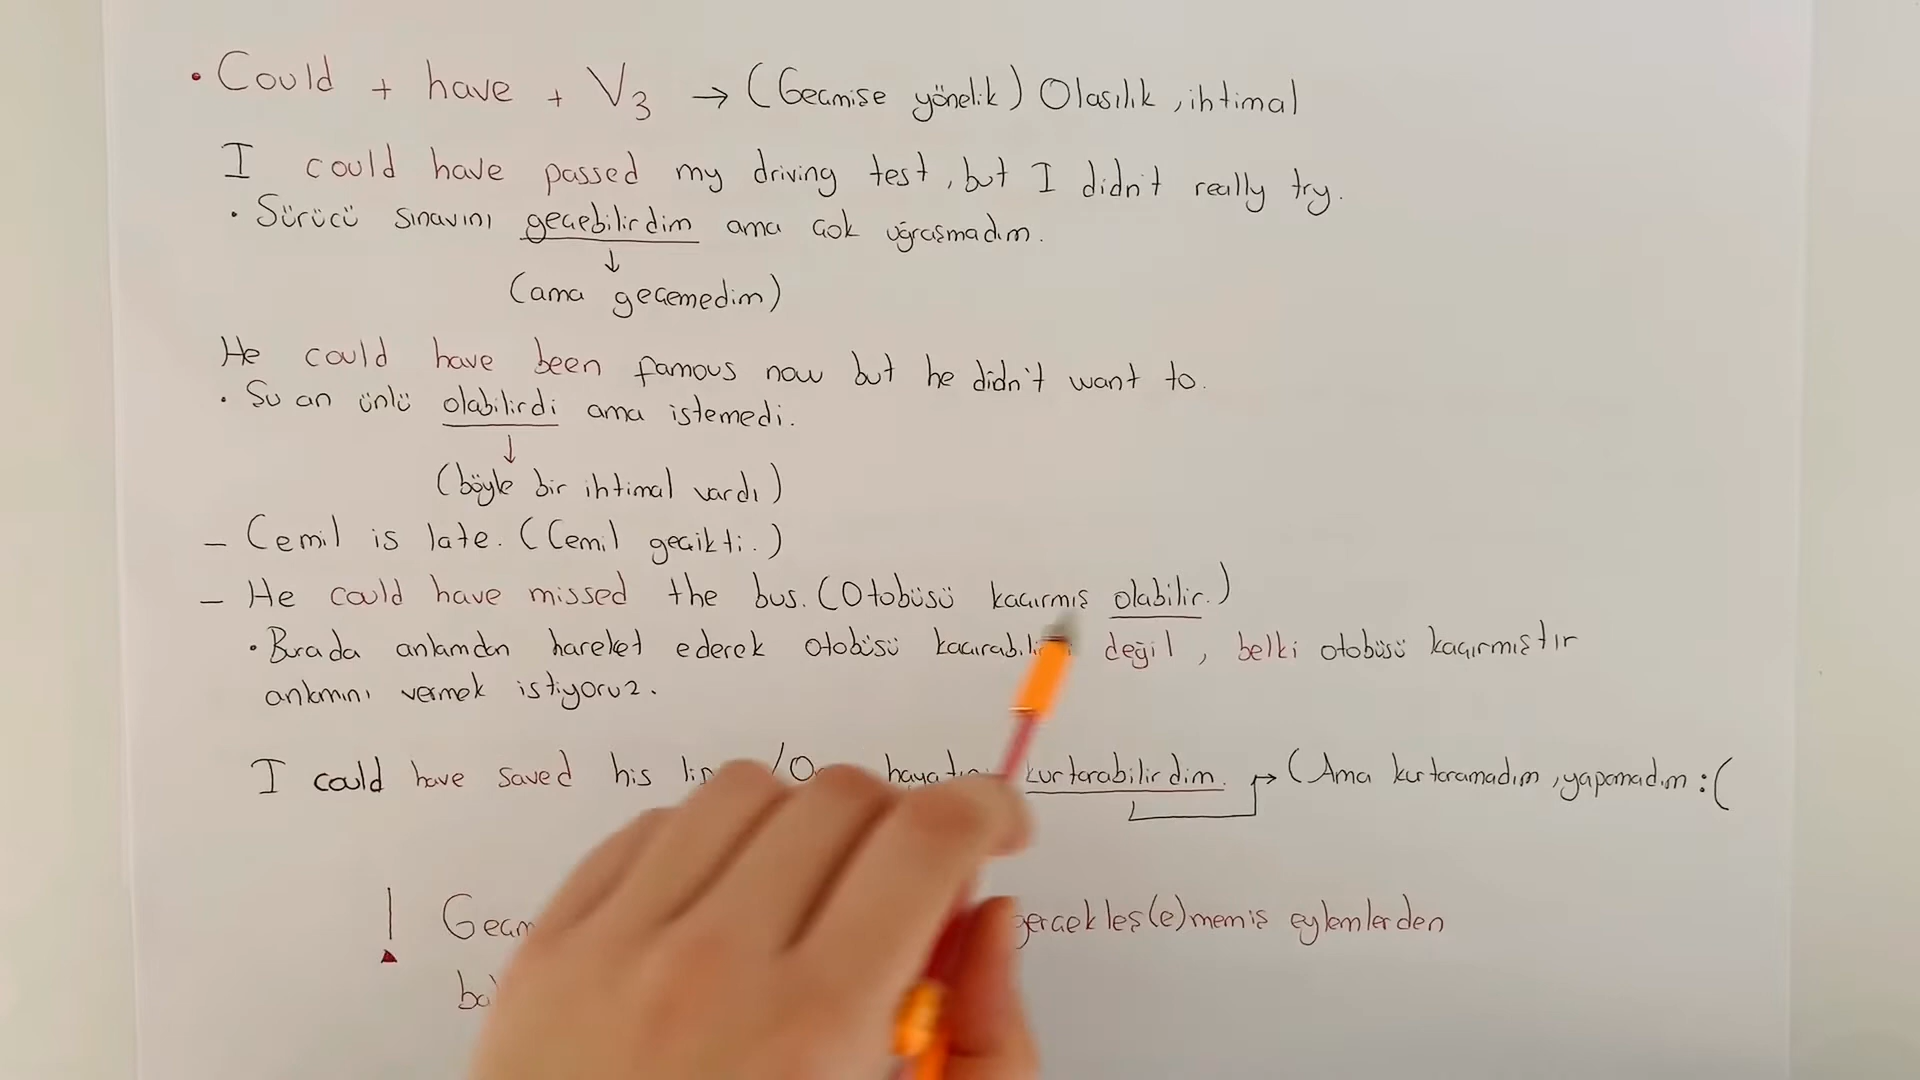 • Could + have + V3 → (Geçmişe yönelik) Olasılık, ihtimal
I could have passed my driving test, but I didn't really try.
• Sürücü sınavını geçebilirdim ama çok uğraşmadım.
↓
(ama geçemedim)
He could have been famous now but he didn't want to.
• Şu an ünlü olabilirdi ama istemedi.
↓
(böyle bir ihtimal vardı)
– Cemil is late. (Cemil gecikti.)
– He could have missed the bus. (Otobüsü kaçırmış olabilir.)
• Burada anlamdan hareket ederek otobüsü değil, belki otobüsü kaçırmıştır
anlamını vermek istiyoruz.
I could have saved his kurtarabilirdim. → (Ama kurtaramadım, yapamadım :(
! gerçekleş(e)memiş eylemlerden